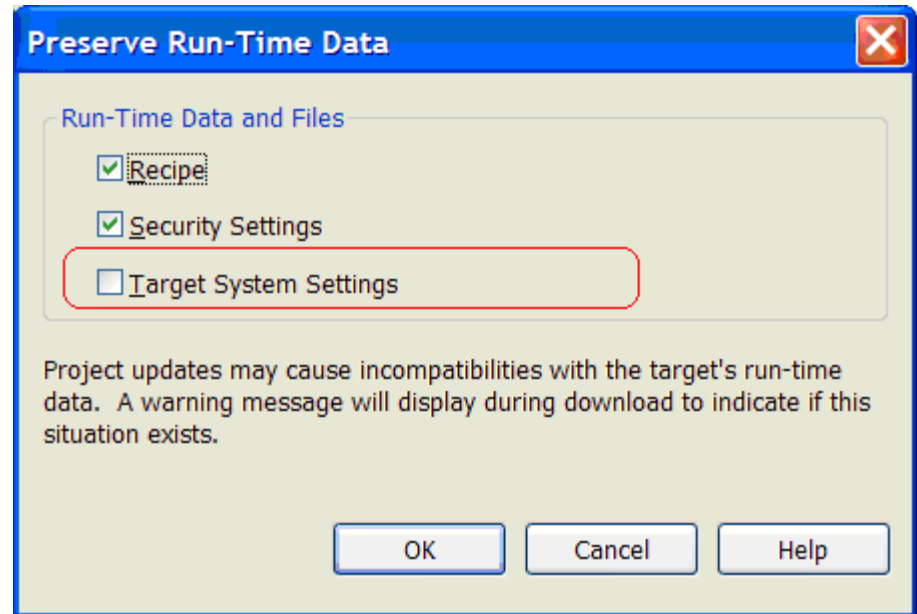 Preserve Run-Time Data
Run-Time Data and Files
Recipe
Security Settings
Target System Settings
Project updates may cause incompatibilities with the target's run-time
data. A warning message will display during download to indicate if this
situation exists.
OK Cancel Help